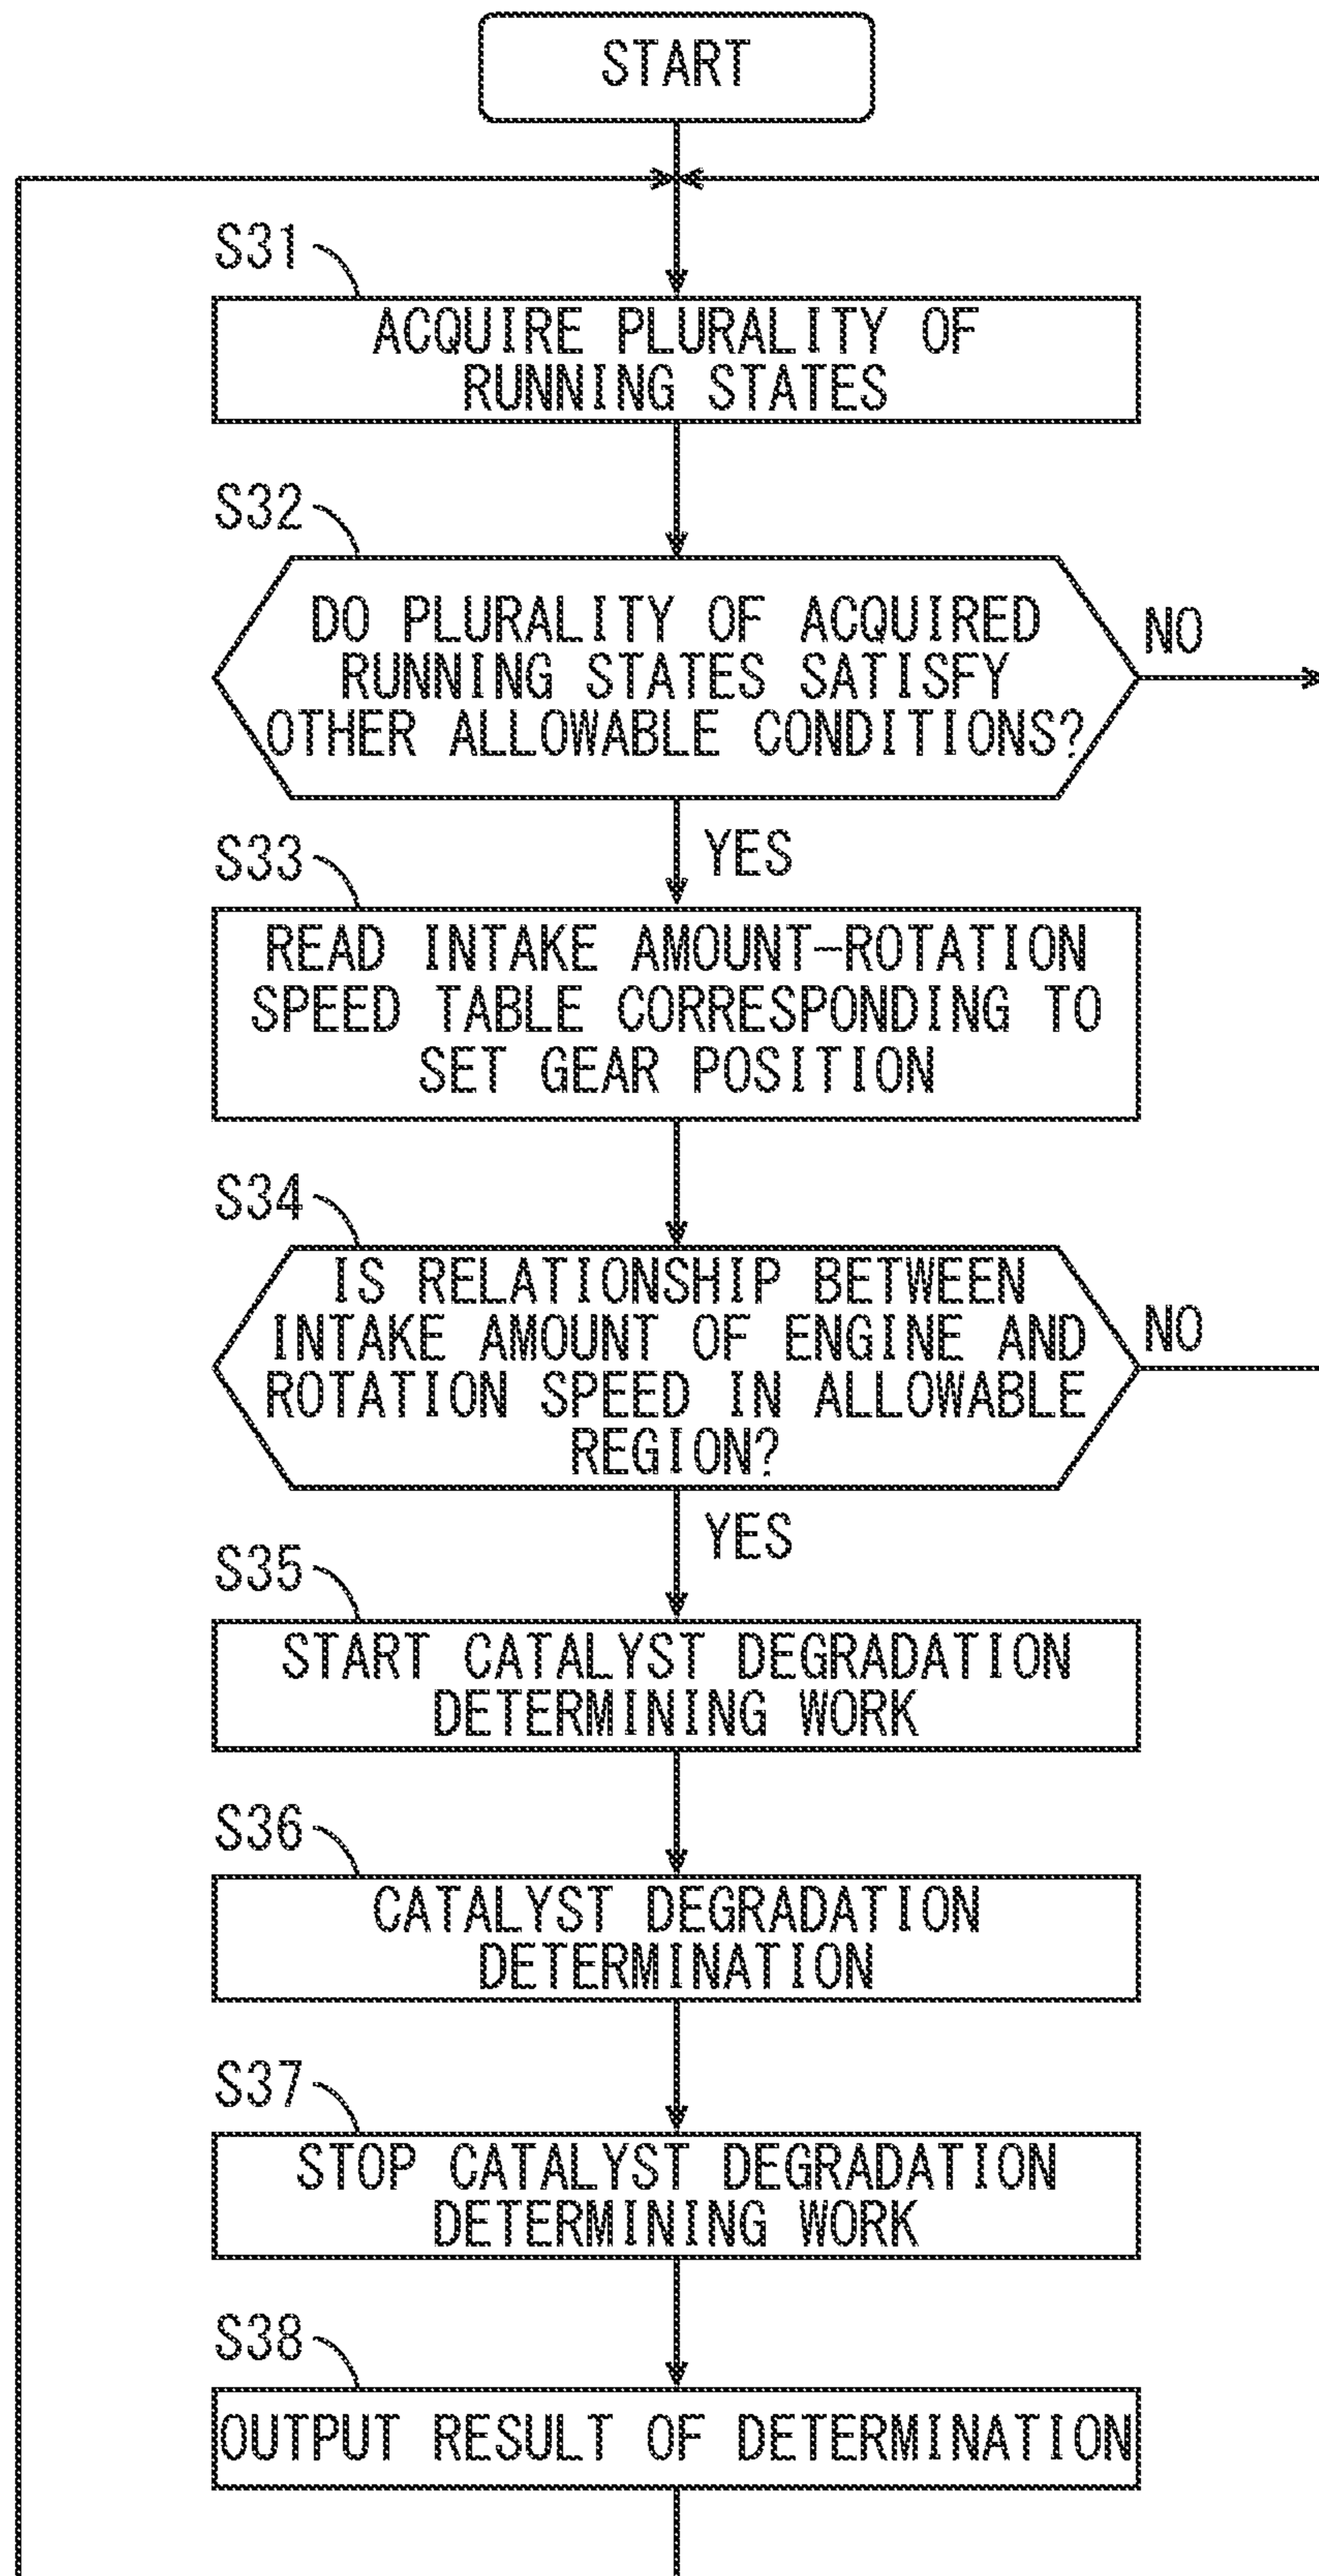 START
S31
ACQUIRE PLURALITY OF
RUNNING STATES
S32
DO PLURALITY OF ACQUIRED
RUNNING STATES SATISFY
OTHER ALLOWABLE CONDITIONS?
NO
YES
S33
READ INTAKE AMOUNT-ROTATION
SPEED TABLE CORRESPONDING TO
SET GEAR POSITION
S34
IS RELATIONSHIP BETWEEN
INTAKE AMOUNT OF ENGINE AND
ROTATION SPEED IN ALLOWABLE
REGION?
NO
YES
S35
START CATALYST DEGRADATION
DETERMINING WORK
S36
CATALYST DEGRADATION
DETERMINATION
S37
STOP CATALYST DEGRADATION
DETERMINING WORK
S38
OUTPUT RESULT OF DETERMINATION